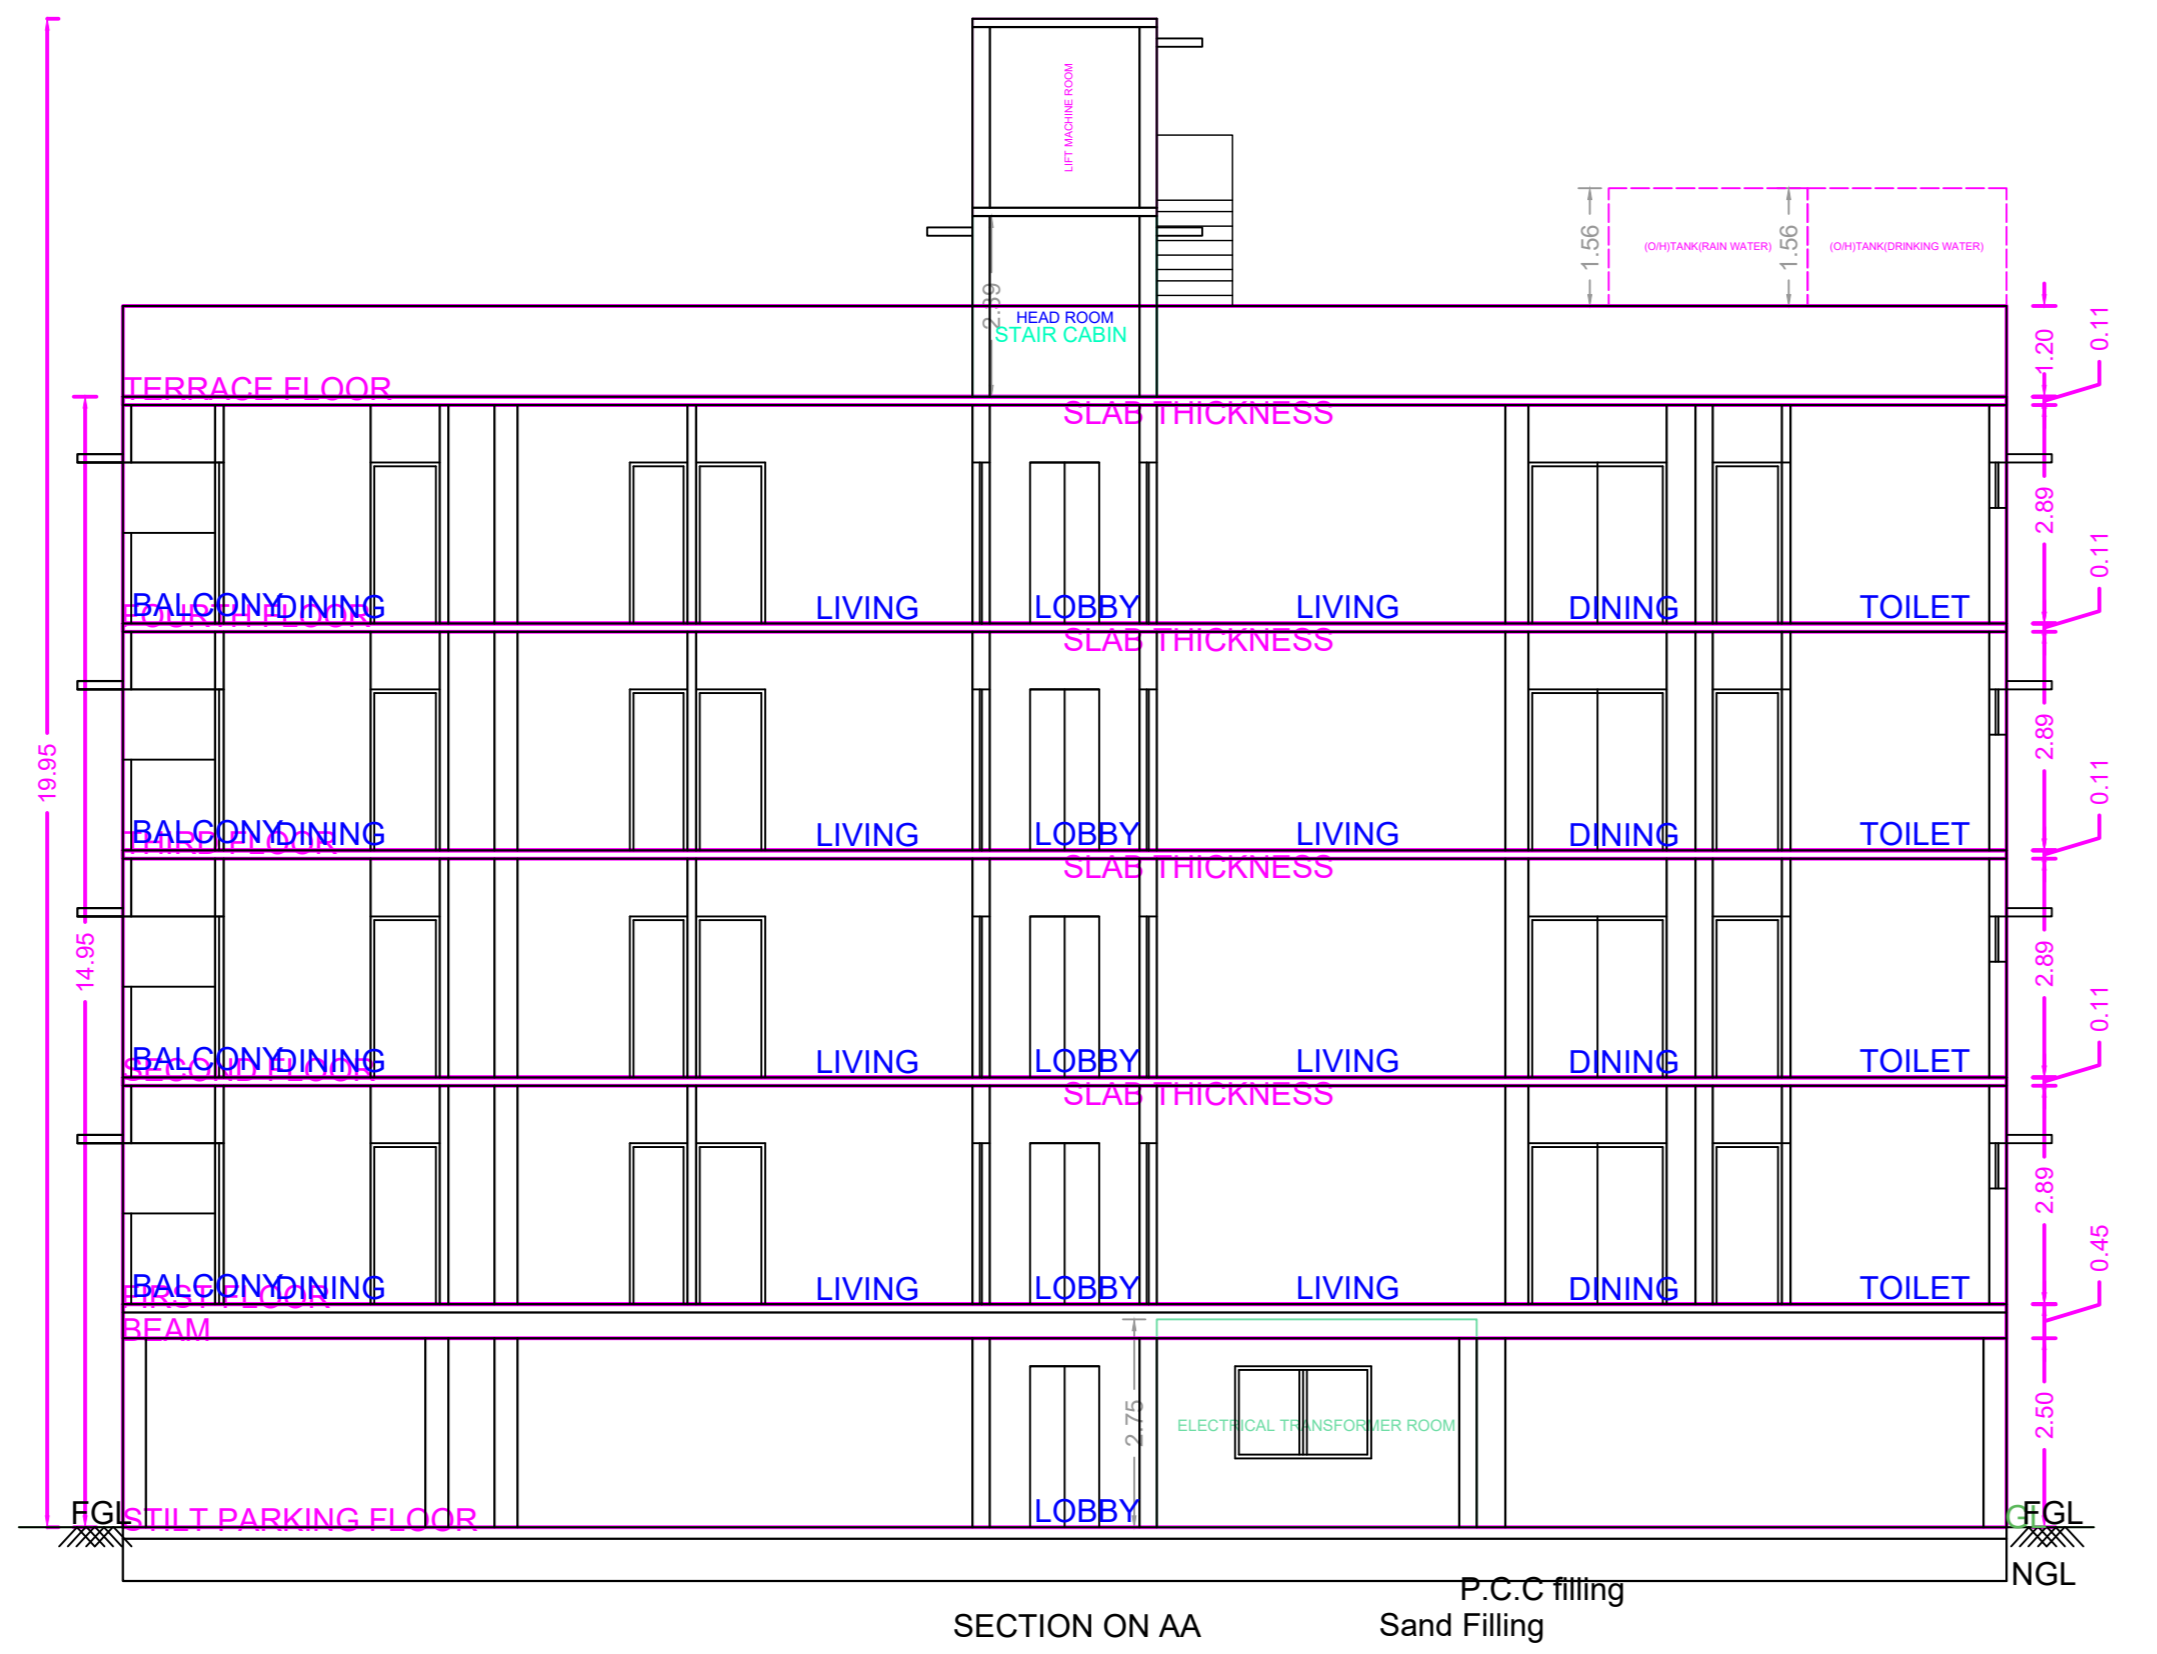 LIFT MACHINE ROOM
1.56
(O/H)TANK(RAIN WATER)
1.56
(O/H)TANK(DRINKING WATER)
2.89
HEAD ROOM
STAIR CABIN
1.20
0.11
TERRACE FLOOR
SLAB THICKNESS
2.89
0.11
BALCONY
DINING
LIVING
LOBBY
LIVING
DINING
TOILET
FOURTH FLOOR
SLAB THICKNESS
19.95
2.89
0.11
BALCONY
DINING
LIVING
LOBBY
LIVING
DINING
TOILET
THIRD FLOOR
SLAB THICKNESS
14.95
2.89
0.11
BALCONY
DINING
LIVING
LOBBY
LIVING
DINING
TOILET
SECOND FLOOR
SLAB THICKNESS
2.89
0.45
BALCONY
DINING
LIVING
LOBBY
LIVING
DINING
TOILET
FIRST FLOOR
BEAM
2.75
ELECTRICAL TRANSFORMER ROOM
2.50
FGL
STILT PARKING FLOOR
LOBBY
GL
FGL
NGL
P.C.C filling
SECTION ON AA
Sand Filling